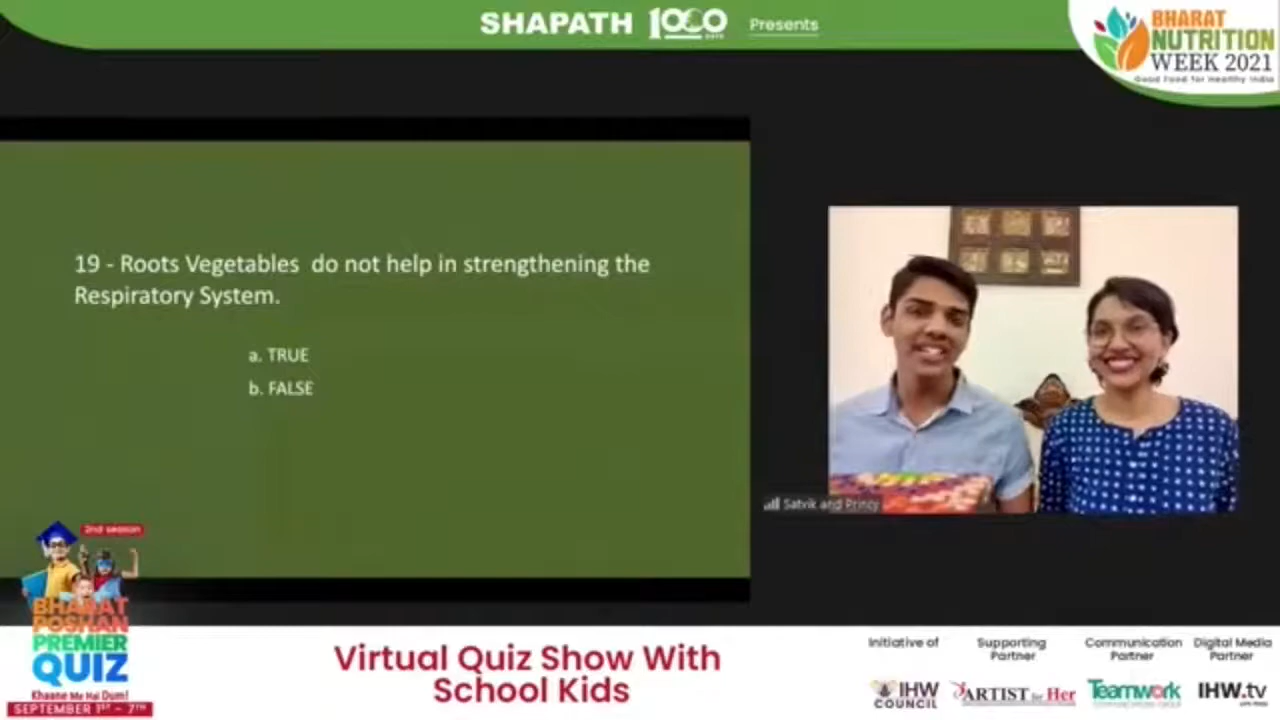 SHAPATH 1000 DAYS Presents
BHARAT
NUTRITION
WEEK 2021
Good Food for Healthy India
19 - Roots Vegetables do not help in strengthening the
Respiratory System.
a. TRUE
b. FALSE
Satvik and Princy
2nd season
BHARAT
POSHAN
PREMIER
QUIZ
Khaane Me Hai Dum!
SEPTEMBER 1ST - 7TH
Virtual Quiz Show With
School Kids
Initiative of
IHW
COUNCIL
Supporting
Partner
ARTIST for Her
Communication
Partner
Teamwork
Digital Media
Partner
IHW.tv